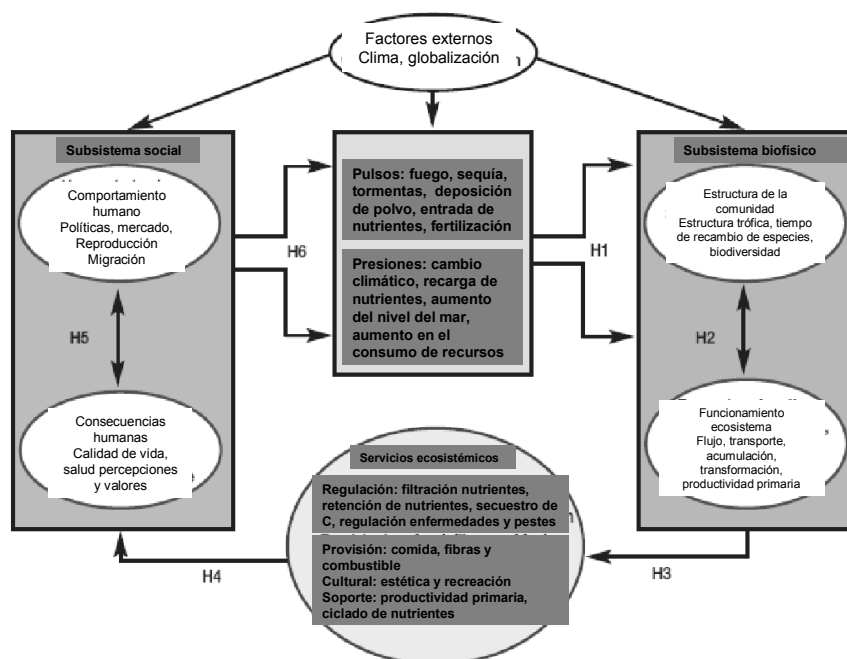 Factores externos
Clima, globalización
Subsistema social
Comportamiento
humano
Políticas, mercado,
Reproducción
Migración
H5
Consecuencias
humanas
Calidad de vida,
salud percepciones
y valores
H6
Pulsos: fuego, sequía,
tormentas, deposición
de polvo, entrada de
nutrientes, fertilización
Presiones: cambio
climático, recarga de
nutrientes, aumento
del nivel del mar,
aumento en el
consumo de recursos
H1
Subsistema biofísico
Estructura de la
comunidad
Estructura trófica, tiempo
de recambio de especies,
biodiversidad
H2
Funcionamiento
ecosistema
Flujo, transporte,
acumulación,
transformación,
productividad primaria
Servicios ecosistémicos
Regulación: filtración nutrientes,
retención de nutrientes, secuestro
de C, regulación enfermedades y pestes
Provisión: comida, fibras y
combustible
Cultural: estética y recreación
Soporte: productividad primaria,
ciclado de nutrientes
H4
H3